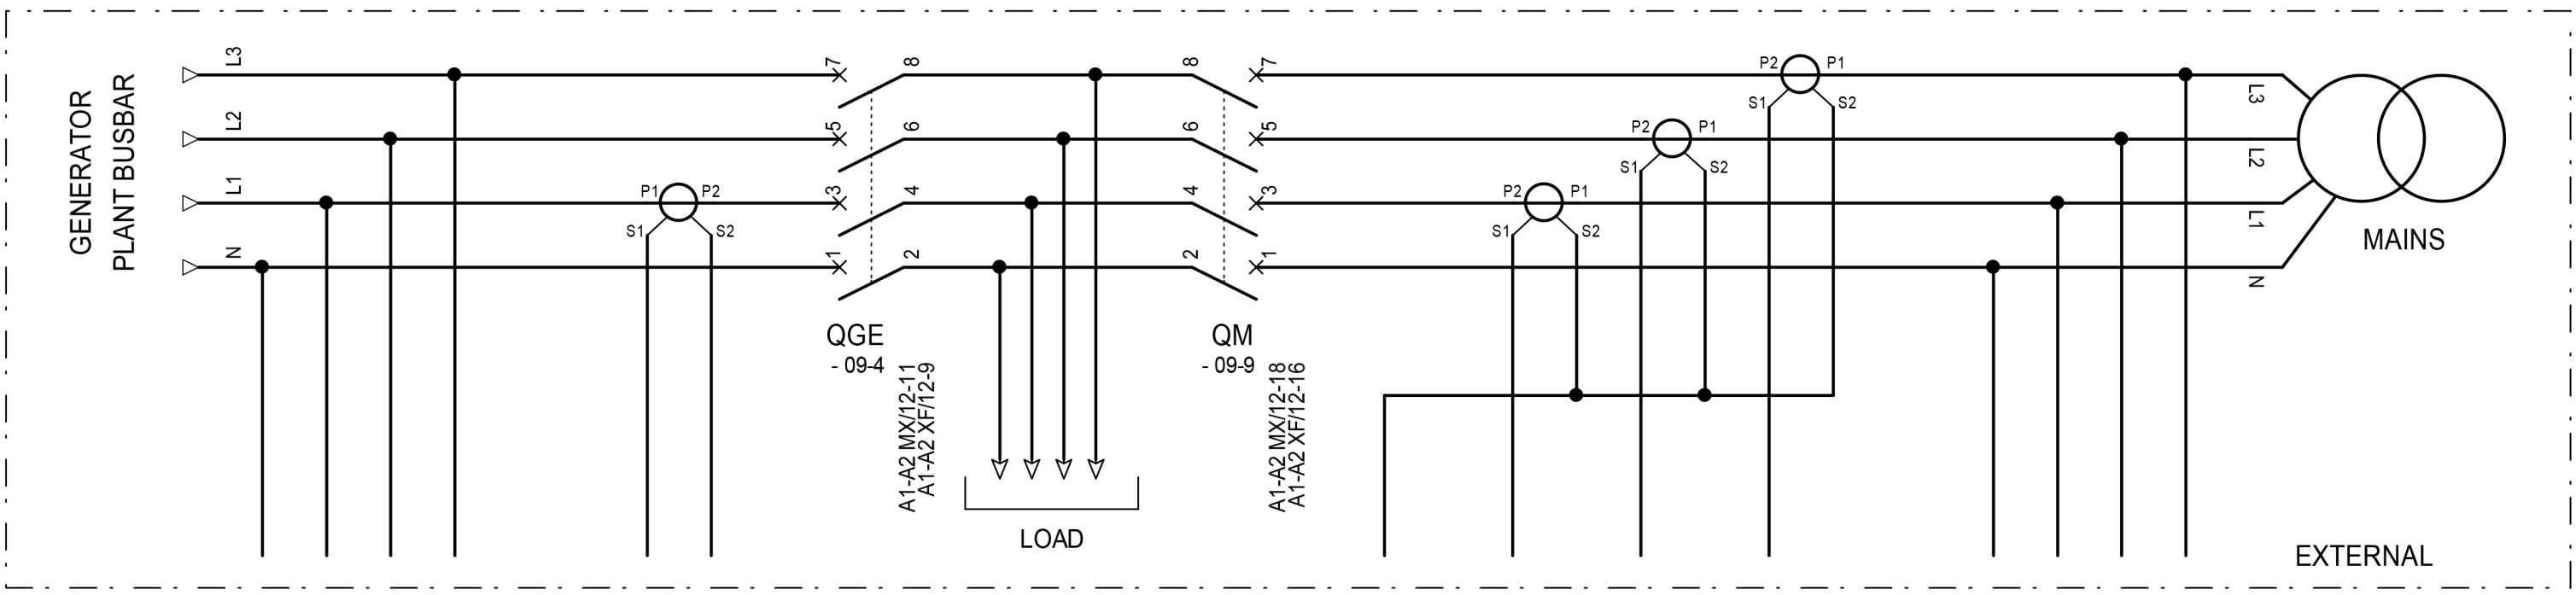 GENERATOR
PLANT BUSBAR
L3
L2
L1
N
P1 P2
S1 S2
7 8
5 6
3 4
1 2
QGE
- 09-4
A1-A2 MX/12-11
A1-A2 XF/12-9
LOAD
8 7
6 5
4 3
2 1
QM
- 09-9
A1-A2 MX/12-18
A1-A2 XF/12-16
P2 P1
S1 S2
P2 P1
S1 S2
P2 P1
S1 S2
L3
L2
L1
N
MAINS
EXTERNAL